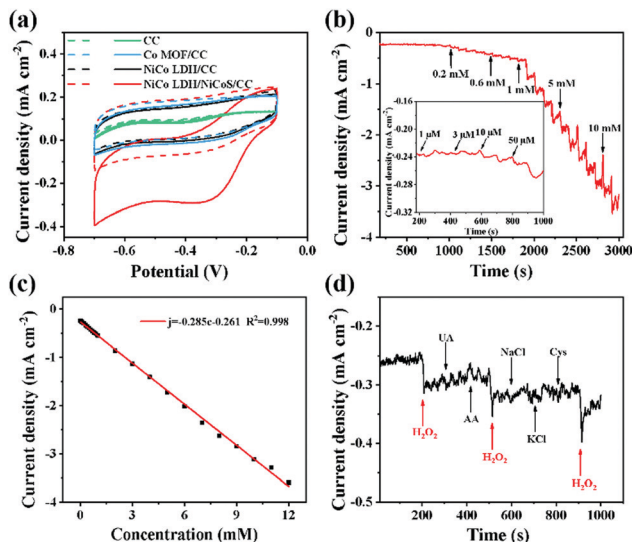 (a)
CC
Co MOF/CC
NiCo LDH/CC
NiCo LDH/NiCoS/CC
Current density (mA cm⁻²)
0.4
0.2
0.0
-0.2
-0.4
-0.8
-0.6
-0.4
-0.2
0.0
Potential (V)
(b)
Current density (mA cm⁻²)
0
-1
-2
-3
-4
0.2 mM
0.6 mM
1 mM
5 mM
10 mM
Current density (mA cm⁻²)
-0.16
-0.20
-0.24
-0.28
-0.32
1 μM
3 μM
10 μM
50 μM
200
400
600
800
1000
Time (s)
500
1000
1500
2000
2500
3000
Time (s)
(c)
j=-0.285c-0.261 R²=0.998
Current density (mA cm⁻²)
0
-1
-2
-3
-4
0
3
6
9
12
Concentration (mM)
(d)
Current density (mA cm⁻²)
-0.2
-0.3
-0.4
-0.5
UA
NaCl
Cys
AA
KCl
H₂O₂
H₂O₂
H₂O₂
0
200
400
600
800
1000
Time (s)